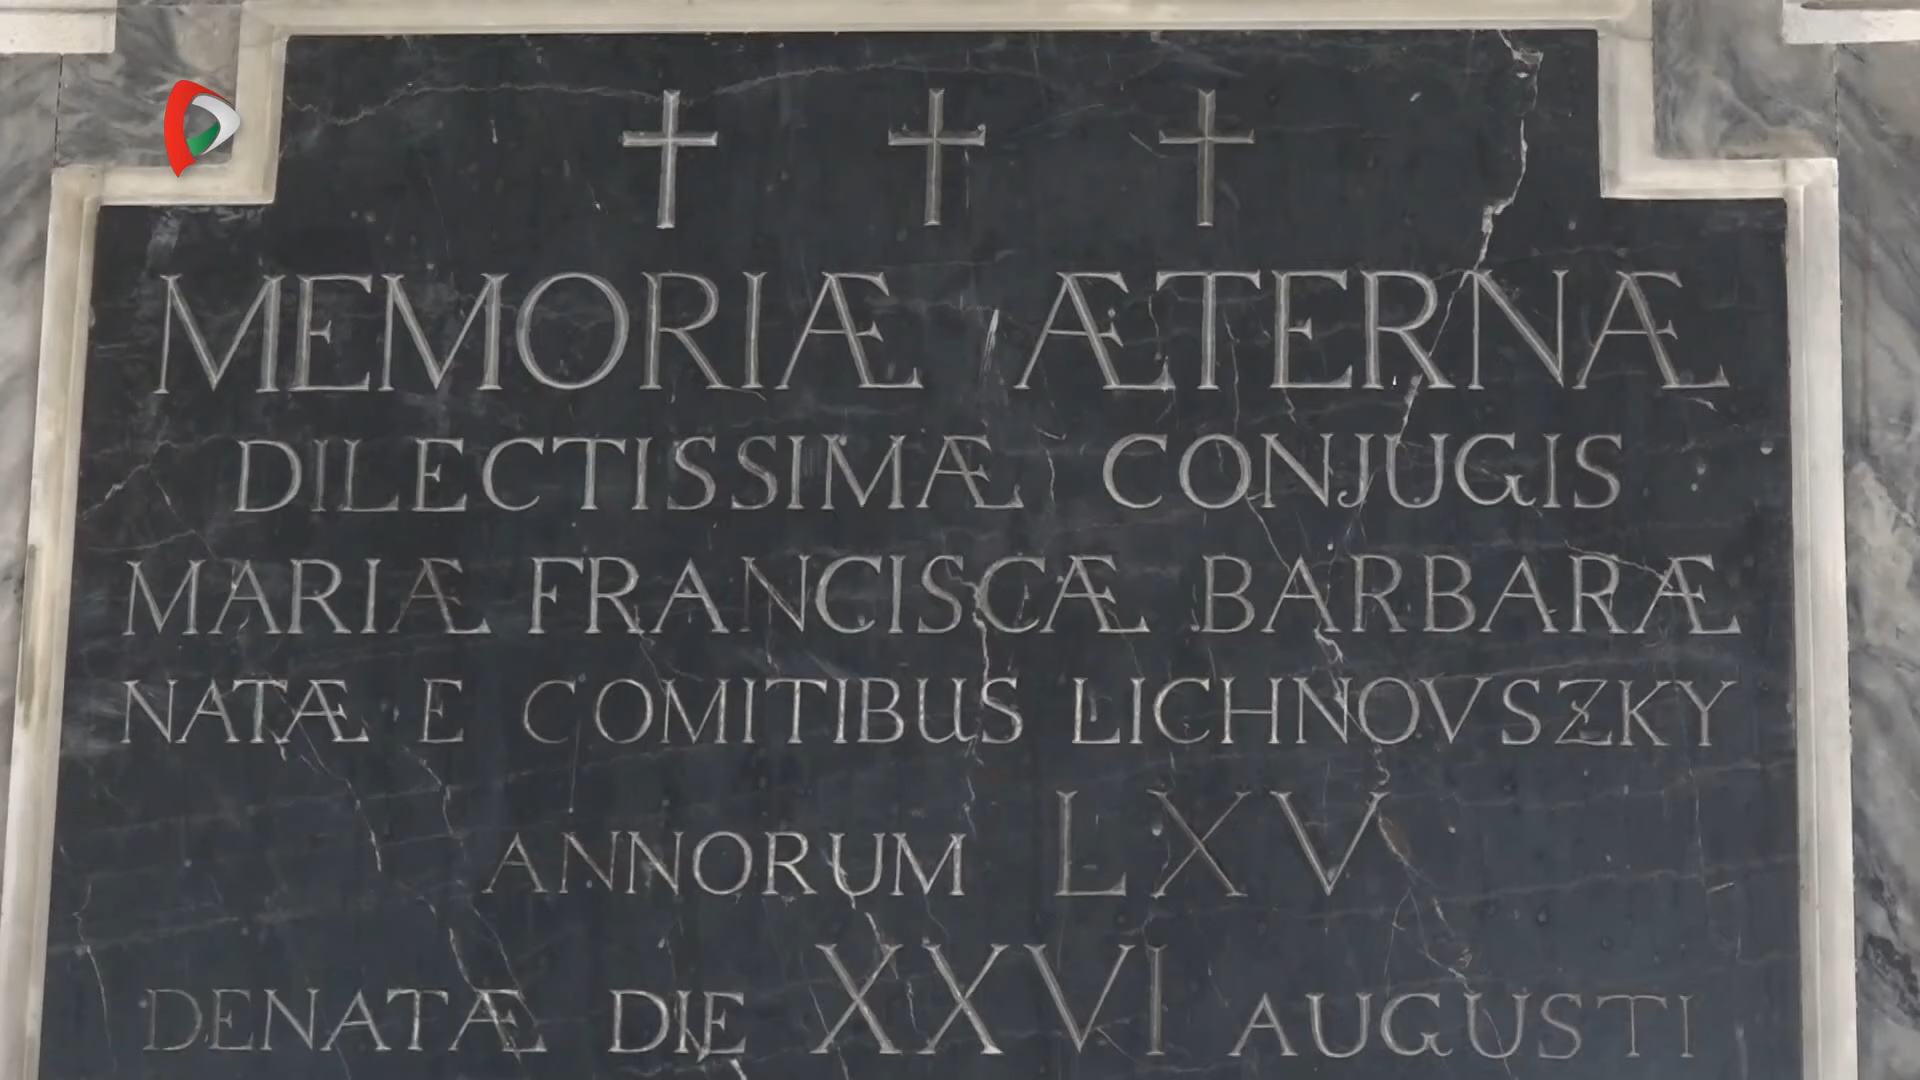 MEMORIÆ ÆTERNÆ
DILECTISSIMÆ CONJUGIS
MARIÆ FRANCISCÆ BARBARÆ
NATÆ E COMITIBUS LICHNOVSZKY
ANNORUM LXV
DENATÆ DIE XXVI AUGUSTI